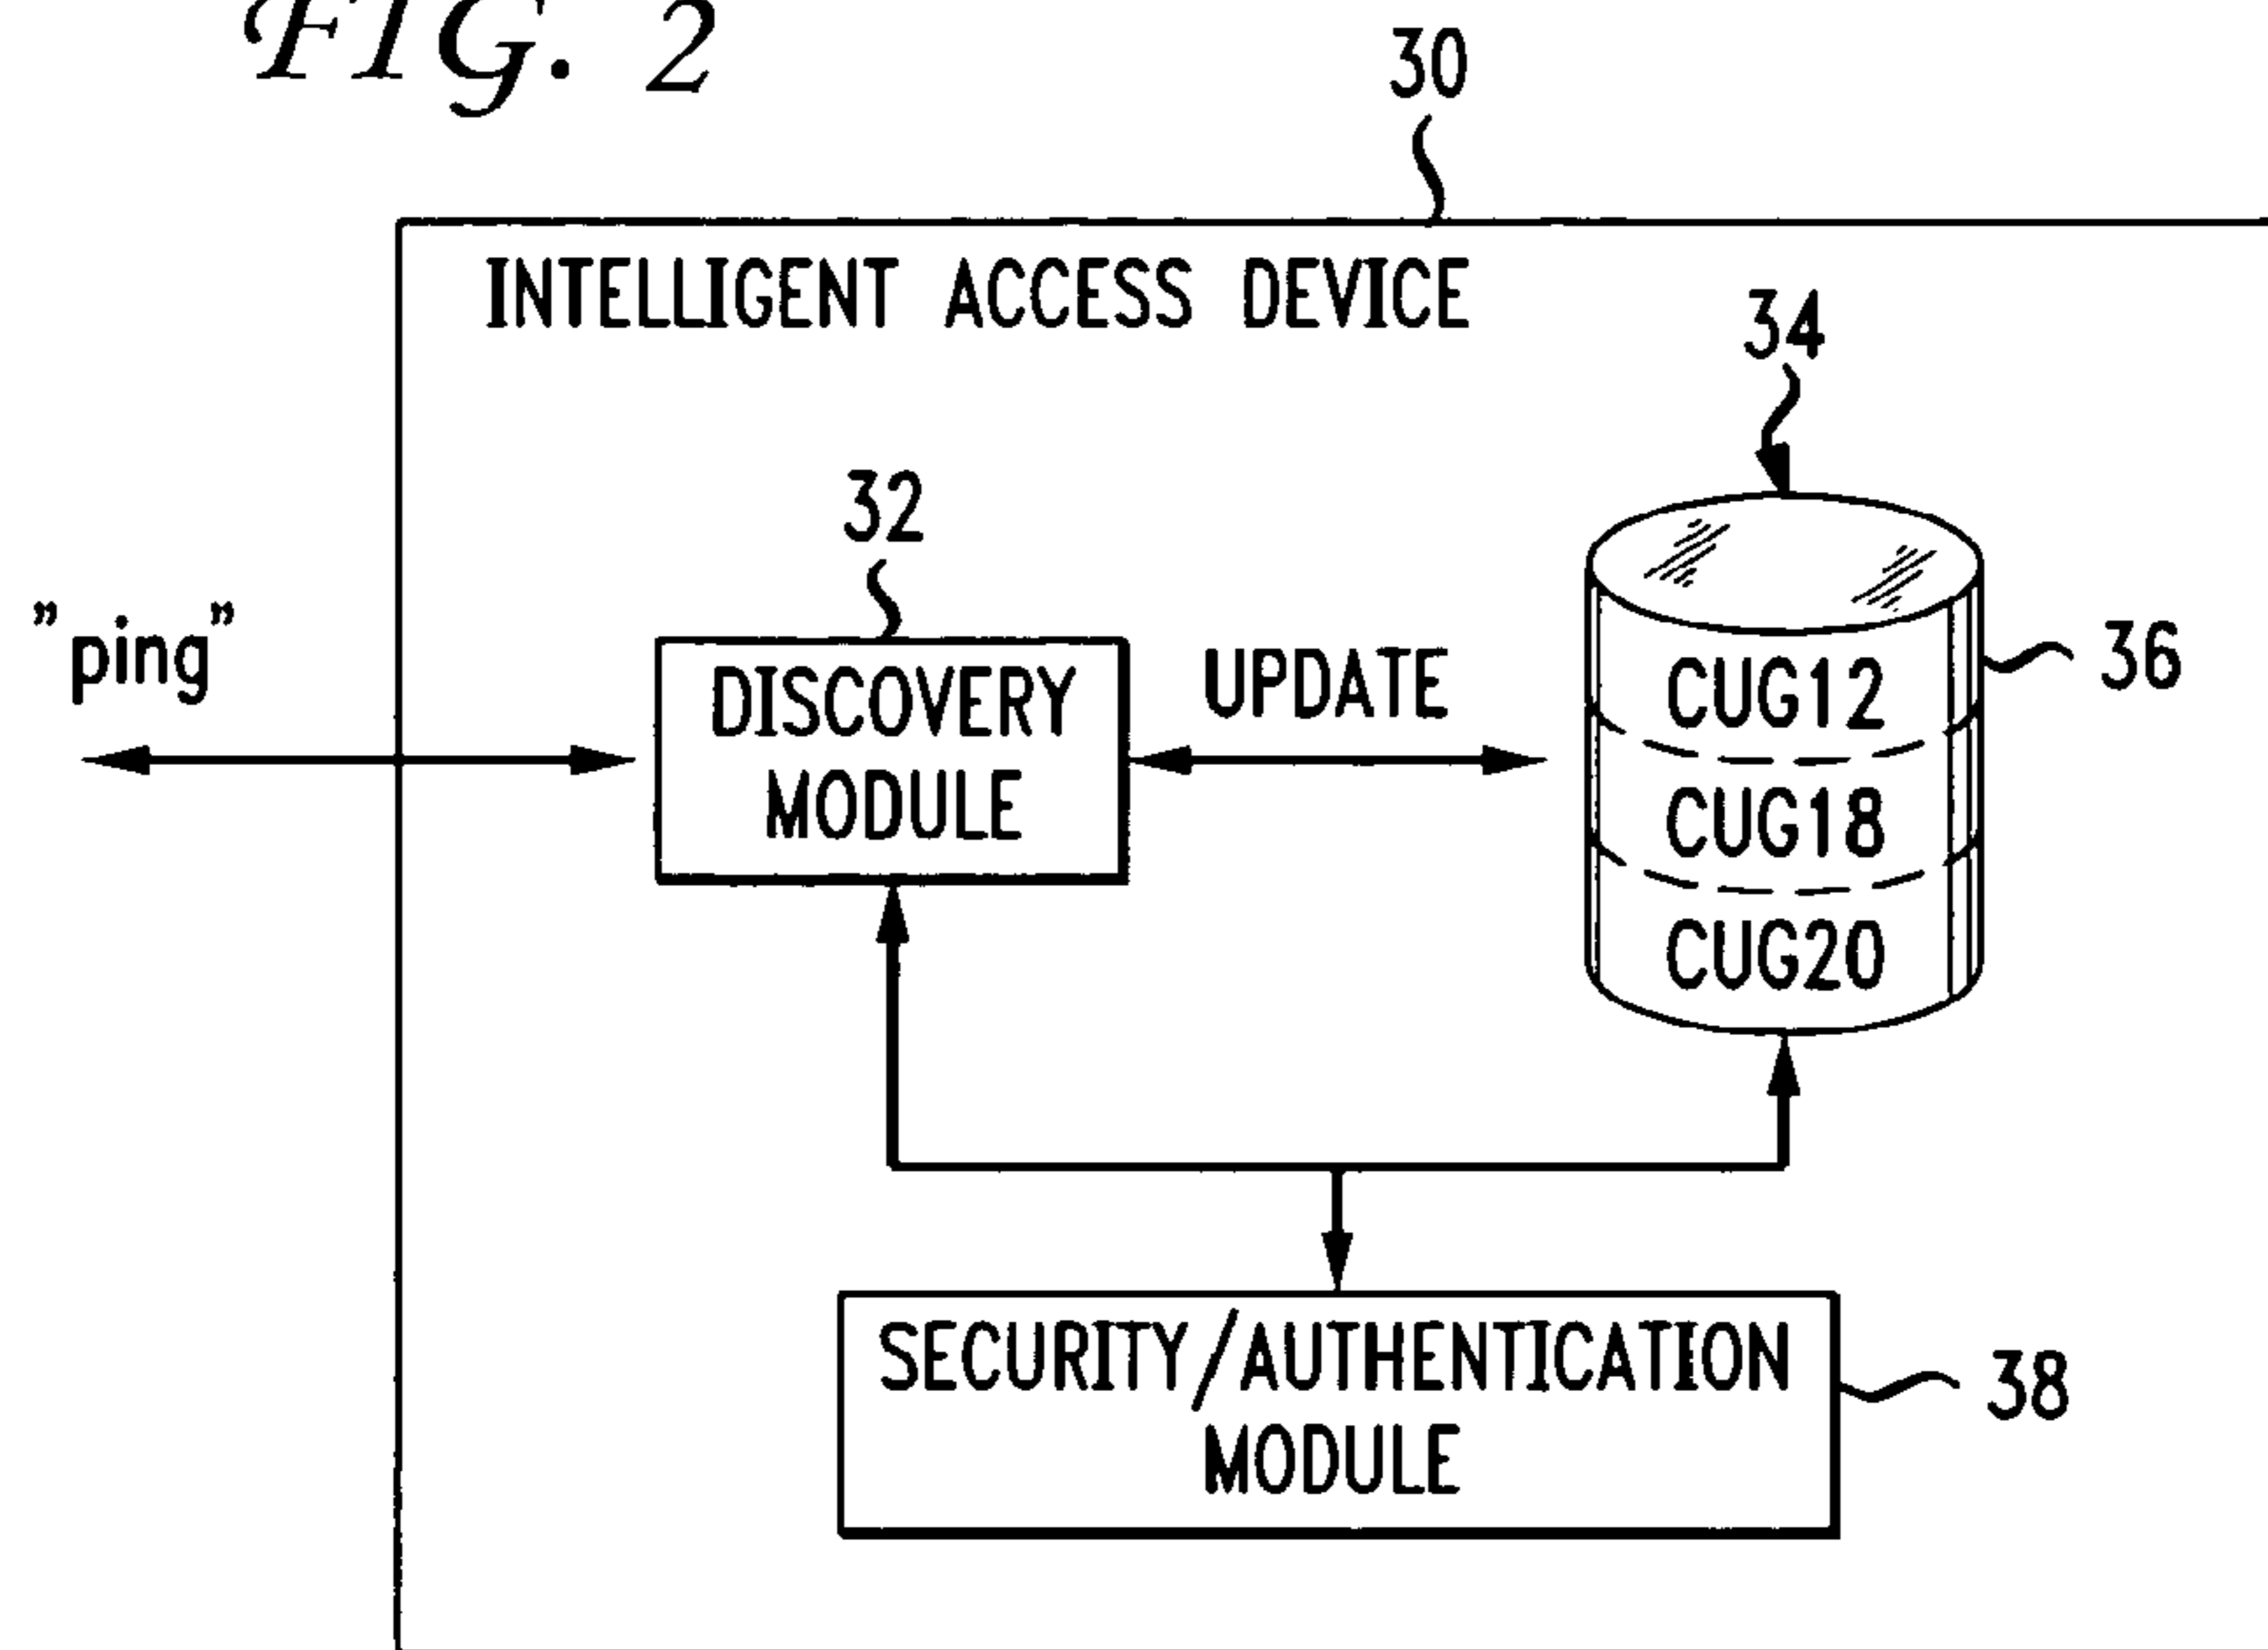 FIG. 2
30
INTELLIGENT ACCESS DEVICE
34
32
"ping"
DISCOVERY
MODULE
UPDATE
36
CUG12
CUG18
CUG20
SECURITY/AUTHENTICATION
MODULE
38